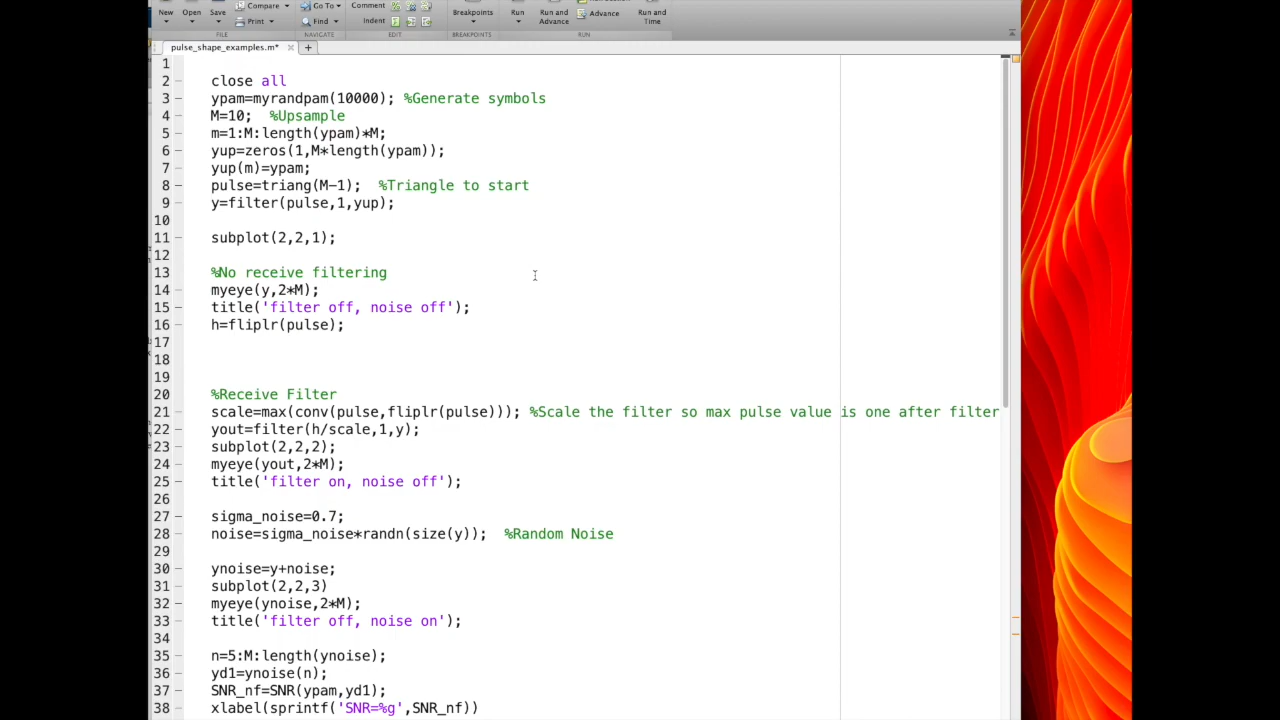 New Open Save Compare Go To Comment Breakpoints Run Run and Advance Run and Time
Print Find Indent Advance
FILE NAVIGATE EDIT BREAKPOINTS RUN
pulse_shape_examples.m* × +
1
2 – close all
3 – ypam=myrandpam(10000); %Generate symbols
4 – M=10;  %Upsample
5 – m=1:M:length(ypam)*M;
6 – yup=zeros(1,M*length(ypam));
7 – yup(m)=ypam;
8 – pulse=triang(M-1);  %Triangle to start
9 – y=filter(pulse,1,yup);
10
11 – subplot(2,2,1);
12
13 %No receive filtering
14 – myeye(y,2*M);
15 – title('filter off, noise off');
16 – h=fliplr(pulse);
17
18
19
20 %Receive Filter
21 – scale=max(conv(pulse,fliplr(pulse))); %Scale the filter so max pulse value is one after filter
22 – yout=filter(h/scale,1,y);
23 – subplot(2,2,2);
24 – myeye(yout,2*M);
25 – title('filter on, noise off');
26
27 – sigma_noise=0.7;
28 – noise=sigma_noise*randn(size(y));  %Random Noise
29
30 – ynoise=y+noise;
31 – subplot(2,2,3)
32 – myeye(ynoise,2*M);
33 – title('filter off, noise on');
34
35 – n=5:M:length(ynoise);
36 – yd1=ynoise(n);
37 – SNR_nf=SNR(ypam,yd1);
38 – xlabel(sprintf('SNR=%g',SNR_nf))